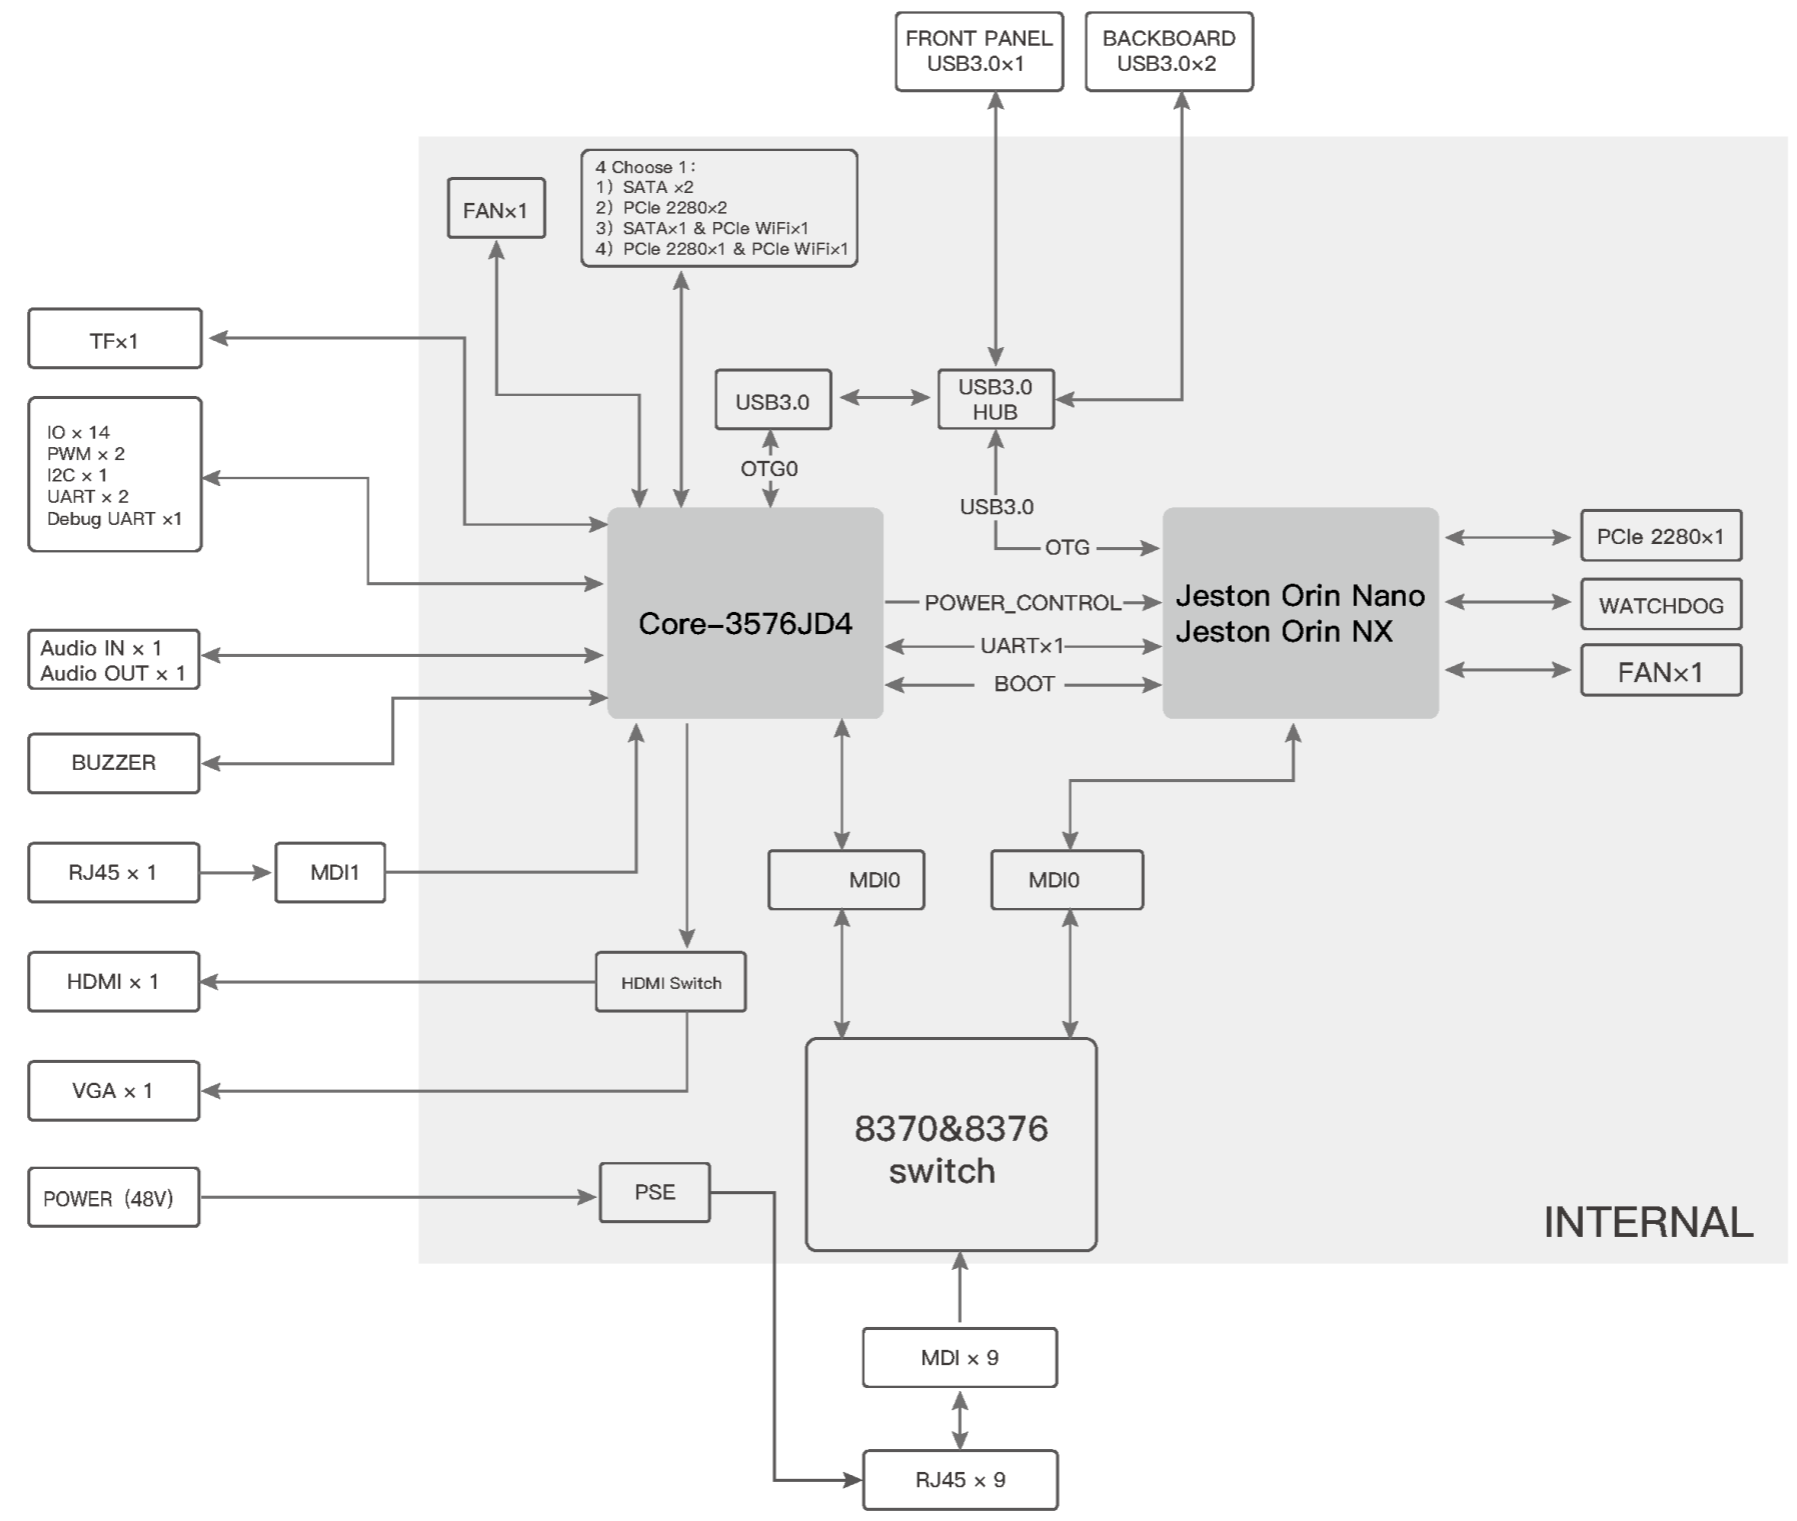 FRONT PANEL
USB3.0×1
BACKBOARD
USB3.0×2
4 Choose 1:
1) SATA ×2
2) PCIe 2280×2
3) SATA×1 & PCIe WiFi×1
4) PCIe 2280×1 & PCIe WiFi×1
FAN×1
TF×1
USB3.0
USB3.0
HUB
IO × 14
PWM × 2
I2C × 1
UART × 2
Debug UART ×1
OTG0
USB3.0
OTG
PCIe 2280×1
Core-3576JD4
POWER_CONTROL
UART×1
BOOT
Jeston Orin Nano
Jeston Orin NX
WATCHDOG
FAN×1
Audio IN × 1
Audio OUT × 1
BUZZER
RJ45 × 1
MDI1
MDI0
MDI0
HDMI × 1
HDMI Switch
VGA × 1
8370&8376
switch
POWER (48V)
PSE
INTERNAL
MDI × 9
RJ45 × 9